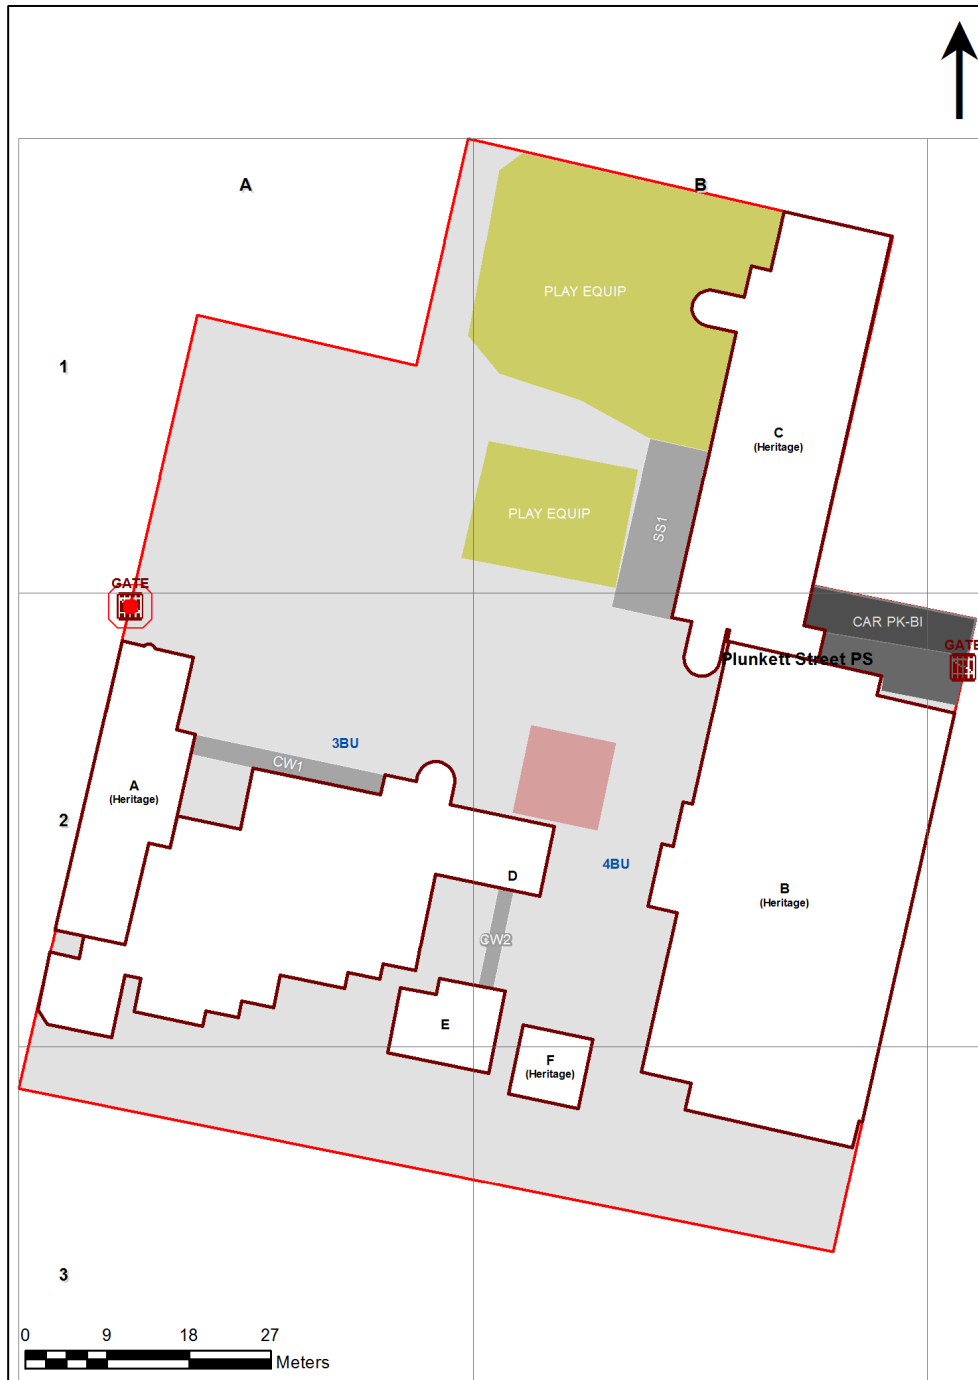 A
B
PLAY EQUIP
1
C
(Heritage)
PLAY EQUIP
SS1
GATE
CAR PK-BI
GATE
Plunkett Street PS
3BU
CW1
A
(Heritage)
2
4BU
D
B
(Heritage)
CW2
E
F
(Heritage)
3
0 9 18 27
Meters